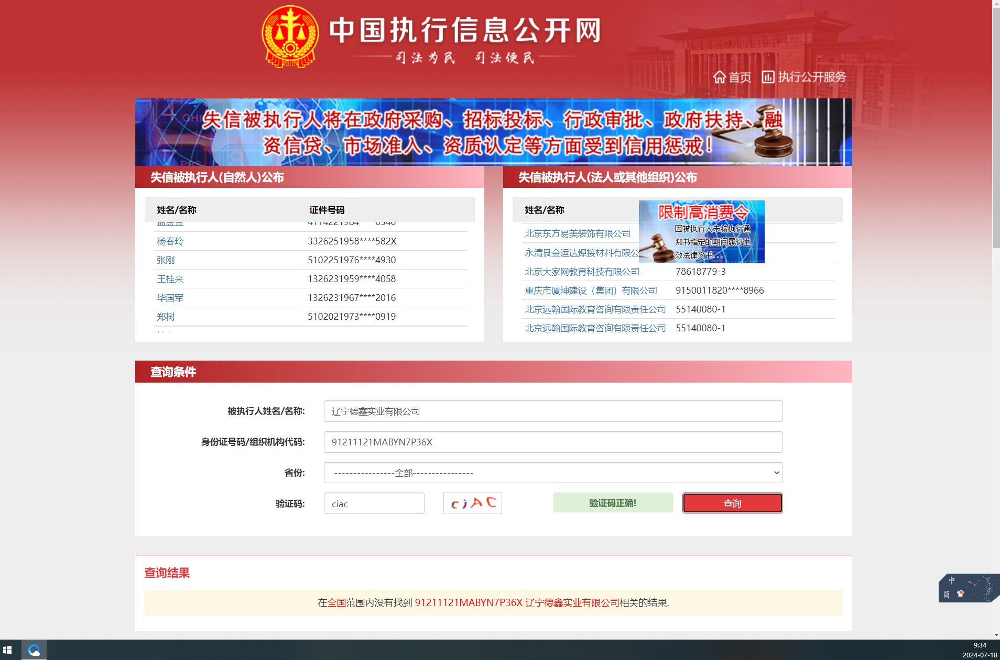 中国执行信息公开网
司法为民 司法便民
首页 执行公开服务
失信被执行人将在政府采购、招标投标、行政审批、政府扶持、融
资信贷、市场准入、资质认定等方面受到信用惩戒！
失信被执行人(自然人)公布
姓名/名称 证件号码
杨春玲 3326251958****582X
张刚 5102251976****4930
王桂来 1326231959****4058
毕国军 1326231967****2016
郑树 5102021973****0919
失信被执行人(法人或其他组织)公布
姓名/名称
北京东方易美装饰有限公司
永清县金运达焊接材料有限公
北京大家网教育科技有限公司 78618779-3
重庆市厦坤建设（集团）有限公司 9150011820****8966
北京远翰国际教育咨询有限责任公司 55140080-1
北京远翰国际教育咨询有限责任公司 55140080-1
限制高消费令
因被执行人未按执行通
知书指定的期间履行生
效法律文书...
查询条件
被执行人姓名/名称: 辽宁德鑫实业有限公司
身份证号码/组织机构代码: 91211121MABYN7P36X
省份: ----------------全部----------------
验证码: ciac ciAC 验证码正确! 查询
查询结果
在全国范围内没有找到 91211121MABYN7P36X 辽宁德鑫实业有限公司相关的结果.
中
简
9:34
2024-07-18